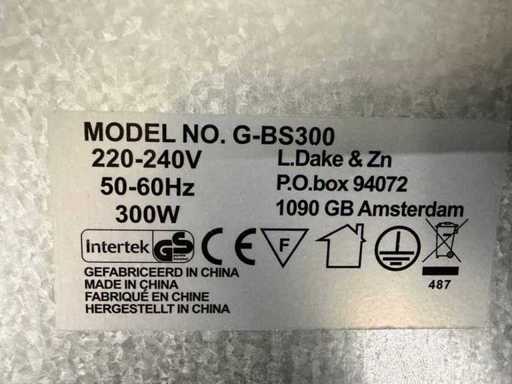 MODEL NO. G-BS300
220-240V
50-60Hz
300W
L.Dake & Zn
P.O.box 94072
1090 GB Amsterdam
Intertek GS CE F
487
GEFABRICEERD IN CHINA
MADE IN CHINA
FABRIQUÉ EN CHINE
HERGESTELLT IN CHINA